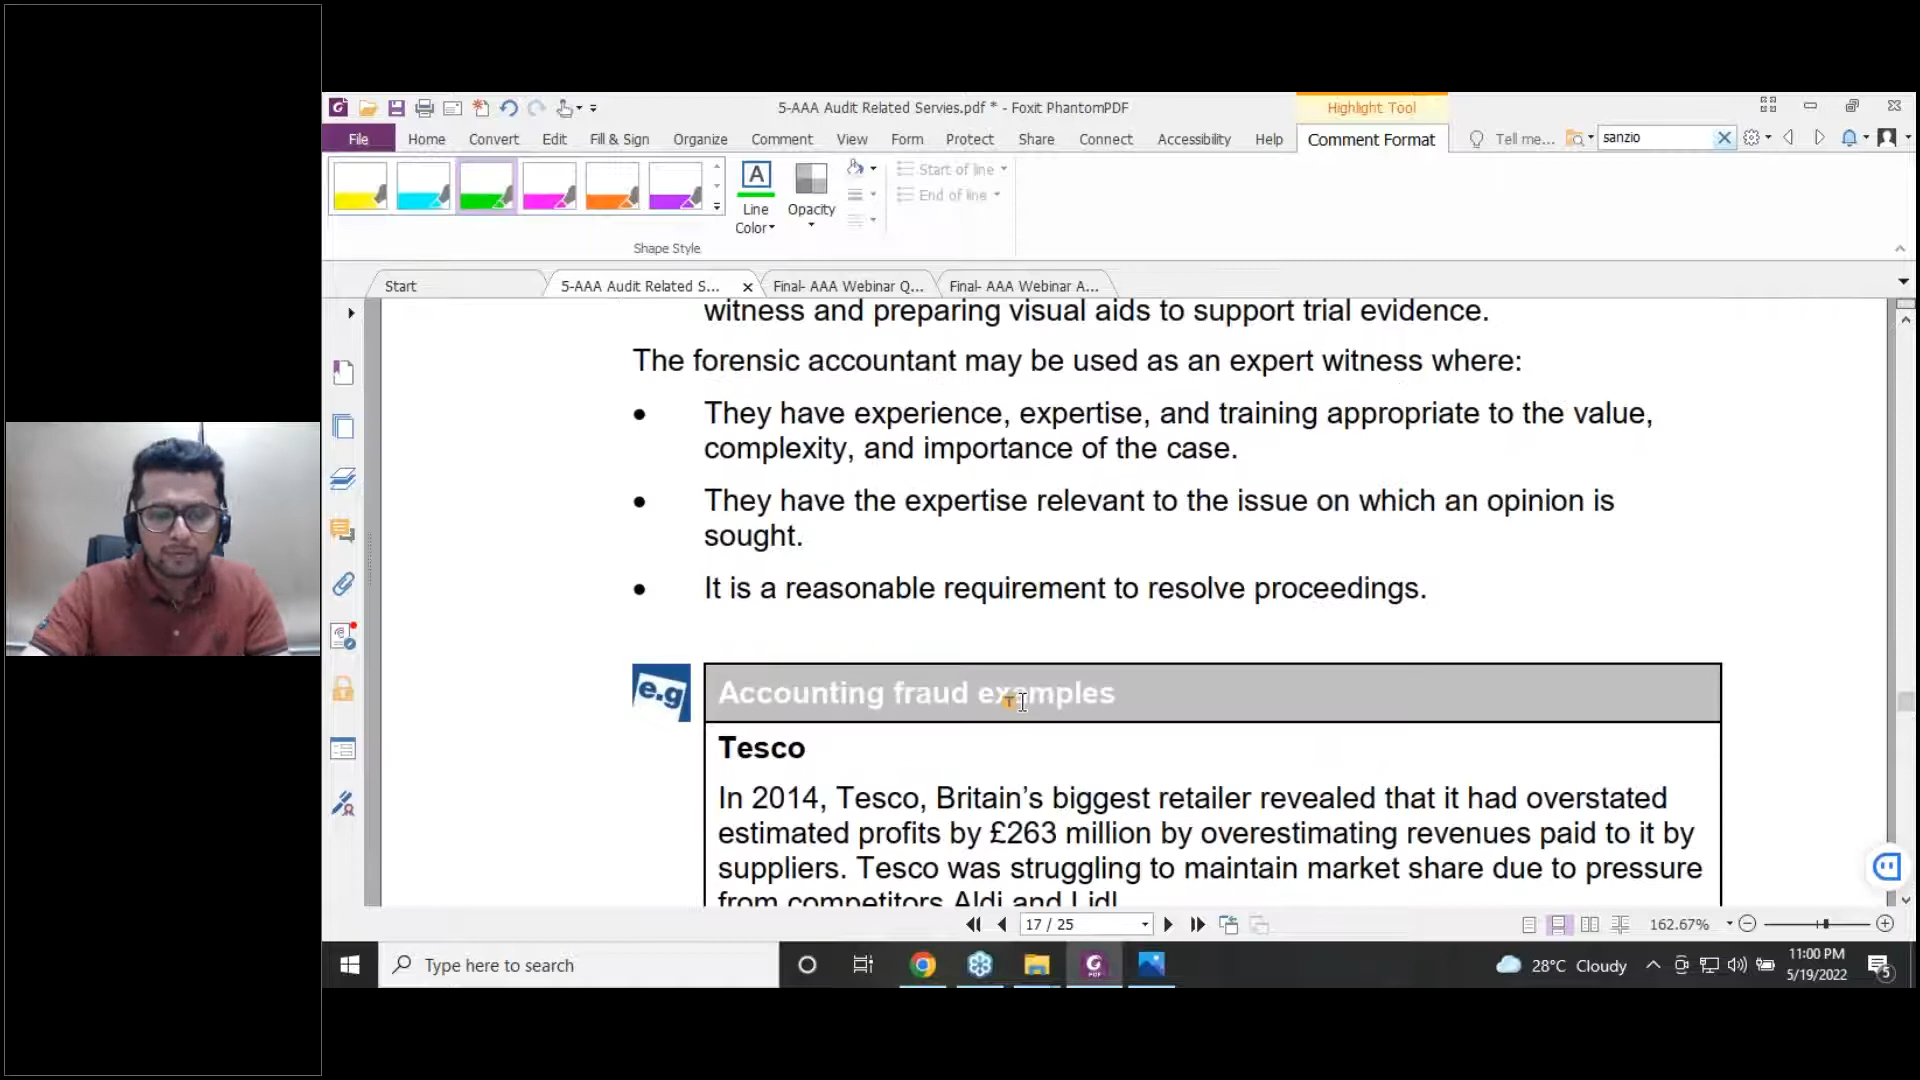 5-AAA Audit Related Servies.pdf * - Foxit PhantomPDF
Highlight Tool
File Home Convert Edit Fill & Sign Organize Comment View Form Protect Share Connect Accessibility Help Comment Format Tell me... sanzio
Start of line
End of line
Line
Color
Opacity
Shape Style
Start 5-AAA Audit Related S... Final- AAA Webinar Q... Final- AAA Webinar A...
witness and preparing visual aids to support trial evidence.
The forensic accountant may be used as an expert witness where:
• They have experience, expertise, and training appropriate to the value,
complexity, and importance of the case.
• They have the expertise relevant to the issue on which an opinion is
sought.
• It is a reasonable requirement to resolve proceedings.
e.g Accounting fraud examples
Tesco
In 2014, Tesco, Britain's biggest retailer revealed that it had overstated
estimated profits by £263 million by overestimating revenues paid to it by
suppliers. Tesco was struggling to maintain market share due to pressure
from competitors Aldi and Lidl
17 / 25 162.67%
Type here to search
28°C Cloudy
11:00 PM
5/19/2022
5